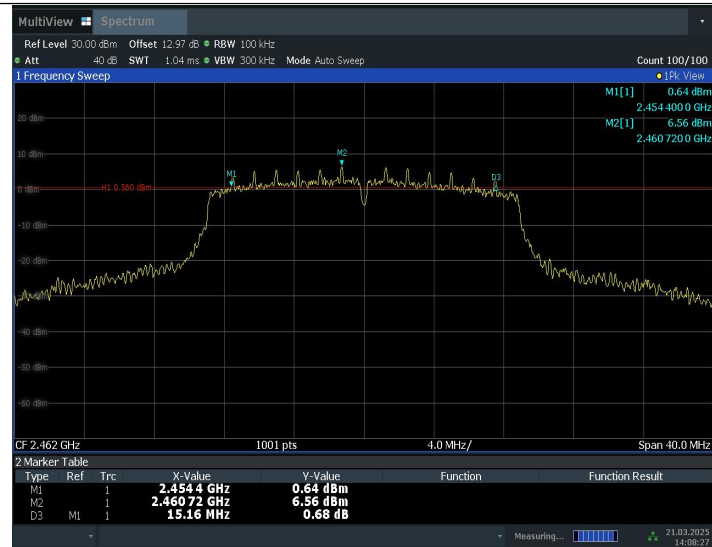 MultiView Spectrum
Ref Level 30.00 dBm Offset 12.97 dB RBW 100 kHz
Att 40 dB SWT 1.04 ms VBW 300 kHz Mode Auto Sweep Count 100/100
1 Frequency Sweep 1Pk View
M1[1] 0.64 dBm
2.454 400 0 GHz
M2[1] 6.56 dBm
2.460 720 0 GHz
20 dBm
10 dBm
M2
M1
D3
0 dBm
H1 0.560 dBm
-10 dBm
-20 dBm
-40 dBm
-50 dBm
-60 dBm
CF 2.462 GHz 1001 pts 4.0 MHz/ Span 40.0 MHz
2 Marker Table
Type Ref Trc X-Value Y-Value Function Function Result
M1 1 2.454 4 GHz 0.64 dBm
M2 1 2.460 72 GHz 6.56 dBm
D3 M1 1 15.16 MHz 0.68 dB
Measuring... 21.03.2025
14:08:27